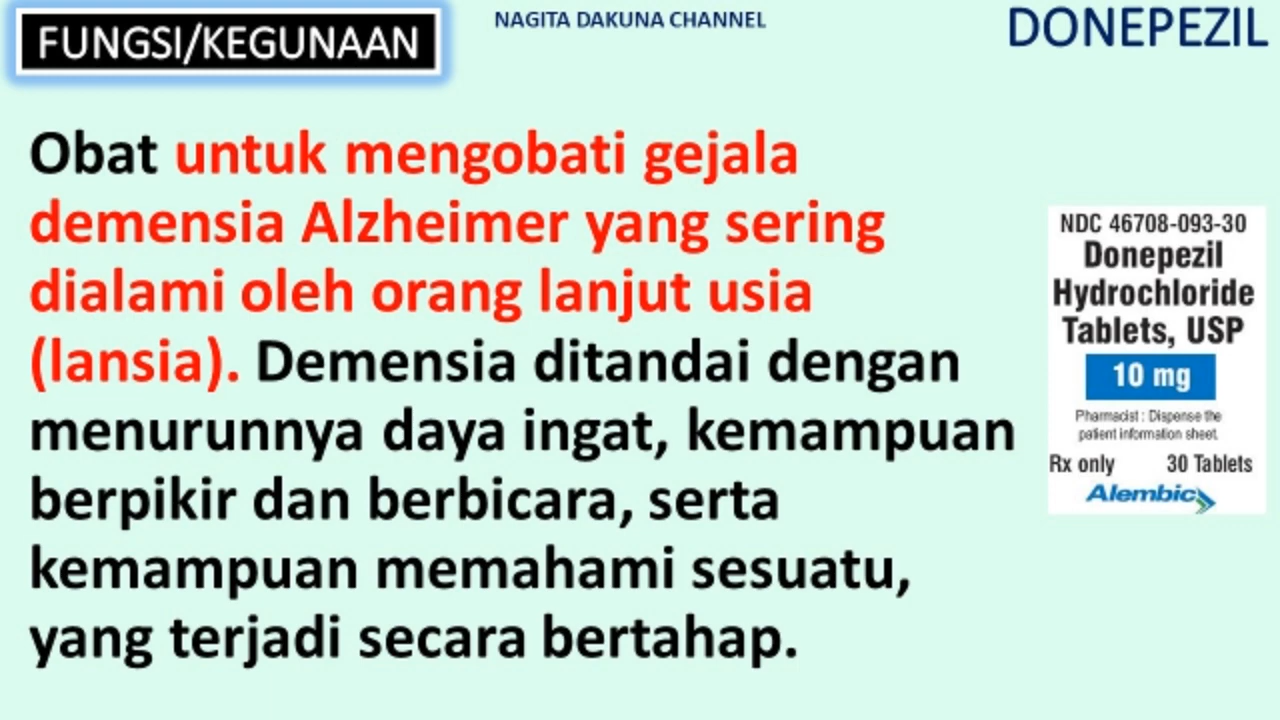 FUNGSI/KEGUNAAN
NAGITA DAKUNA CHANNEL
DONEPEZIL
Obat untuk mengobati gejala
demensia Alzheimer yang sering
dialami oleh orang lanjut usia
(lansia). Demensia ditandai dengan
menurunnya daya ingat, kemampuan
berpikir dan berbicara, serta
kemampuan memahami sesuatu,
yang terjadi secara bertahap.
NDC 46708-093-30
Donepezil
Hydrochloride
Tablets, USP
10 mg
Pharmacist : Dispense the
patient information sheet.
Rx only 30 Tablets
Alembic